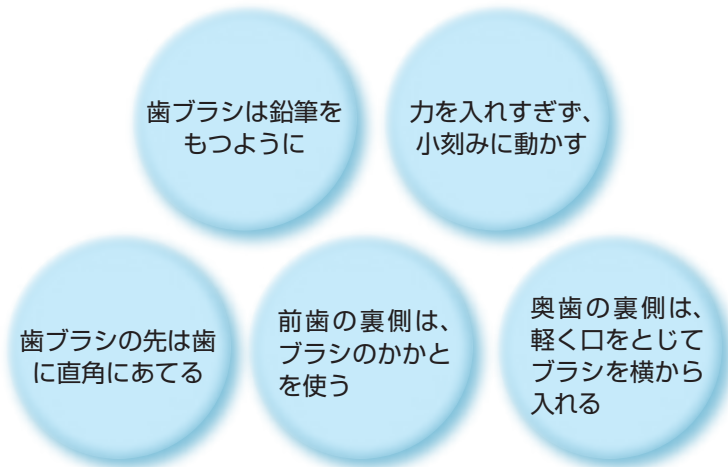 歯ブラシは鉛筆を
もつように
力を入れすぎず、
小刻みに動かす
歯ブラシの先は歯
に直角にあてる
前歯の裏側は、
ブラシのかかと
を使う
奥歯の裏側は、
軽く口をとじて
ブラシを横から
入れる